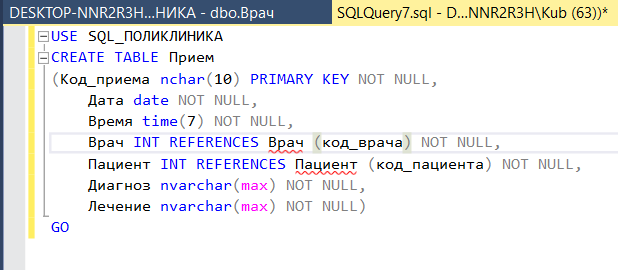 DESKTOP-NNR2R3H...НИКА - dbo.Врач SQLQuery7.sql - D...NNR2R3H\Kub (63))*
USE SQL_ПОЛИКЛИНИКА
CREATE TABLE Прием
(Код_приема nchar(10) PRIMARY KEY NOT NULL,
Дата date NOT NULL,
Время time(7) NOT NULL,
Врач INT REFERENCES Врач (код_врача) NOT NULL,
Пациент INT REFERENCES Пациент (код_пациента) NOT NULL,
Диагноз nvarchar(max) NOT NULL,
Лечение nvarchar(max) NOT NULL)
GO